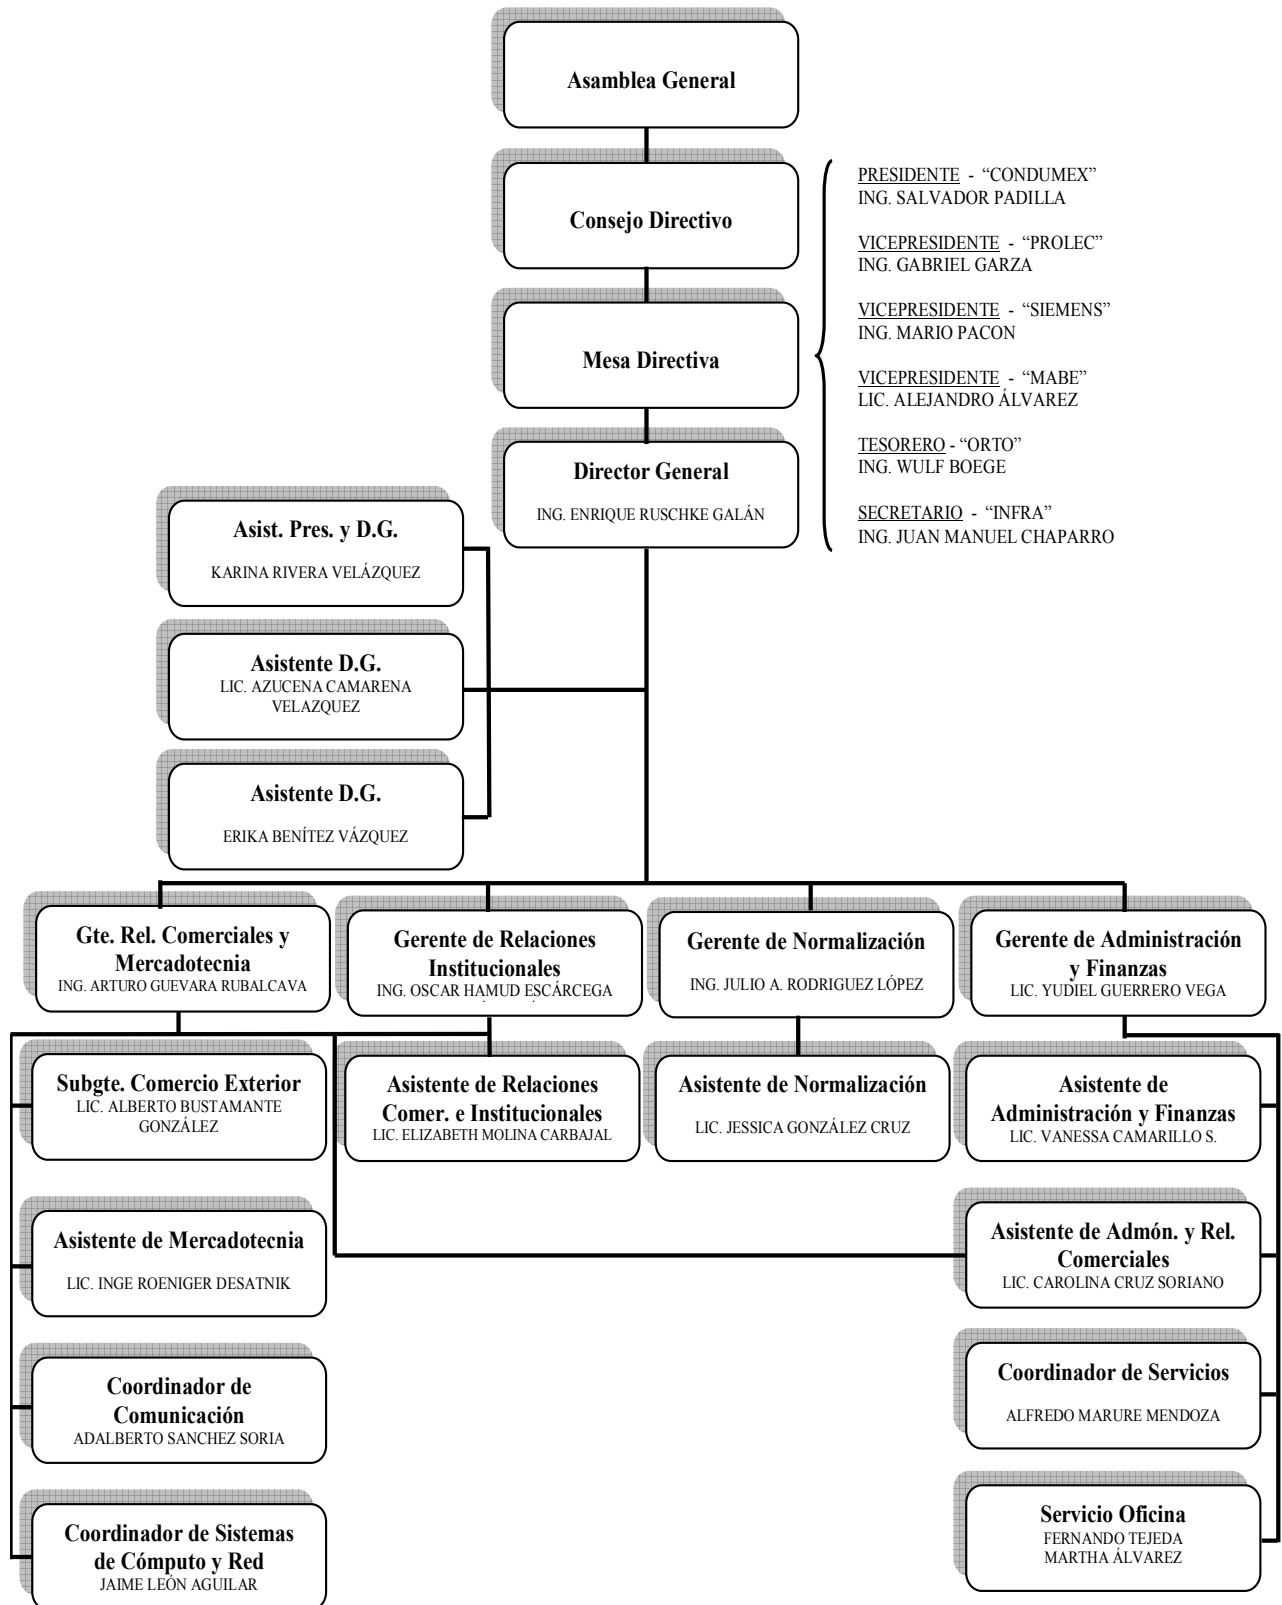 Asamblea General
Consejo Directivo
Mesa Directiva
Director General
ING. ENRIQUE RUSCHKE GALÁN
PRESIDENTE - “CONDUMEX”
ING. SALVADOR PADILLA
VICEPRESIDENTE - “PROLEC”
ING. GABRIEL GARZA
VICEPRESIDENTE - “SIEMENS”
ING. MARIO PACON
VICEPRESIDENTE - “MABE”
LIC. ALEJANDRO ÁLVAREZ
TESORERO - “ORTO”
ING. WULF BOEGE
SECRETARIO - “INFRA”
ING. JUAN MANUEL CHAPARRO
Asist. Pres. y D.G.
KARINA RIVERA VELÁZQUEZ
Asistente D.G.
LIC. AZUCENA CAMARENA
VELAZQUEZ
Asistente D.G.
ERIKA BENÍTEZ VÁZQUEZ
Gte. Rel. Comerciales y
Mercadotecnia
ING. ARTURO GUEVARA RUBALCAVA
Gerente de Relaciones
Institucionales
ING. OSCAR HAMUD ESCÁRCEGA
Gerente de Normalización
ING. JULIO A. RODRIGUEZ LÓPEZ
Gerente de Administración
y Finanzas
LIC. YUDIEL GUERRERO VEGA
Subgte. Comercio Exterior
LIC. ALBERTO BUSTAMANTE
GONZÁLEZ
Asistente de Relaciones
Comer. e Institucionales
LIC. ELIZABETH MOLINA CARBAJAL
Asistente de Normalización
LIC. JESSICA GONZÁLEZ CRUZ
Asistente de
Administración y Finanzas
LIC. VANESSA CAMARILLO S.
Asistente de Mercadotecnia
LIC. INGE ROENIGER DESATNIK
Asistente de Admón. y Rel.
Comerciales
LIC. CAROLINA CRUZ SORIANO
Coordinador de
Comunicación
ADALBERTO SANCHEZ SORIA
Coordinador de Servicios
ALFREDO MARURE MENDOZA
Coordinador de Sistemas
de Cómputo y Red
JAIME LEÓN AGUILAR
Servicio Oficina
FERNANDO TEJEDA
MARTHA ÁLVAREZ